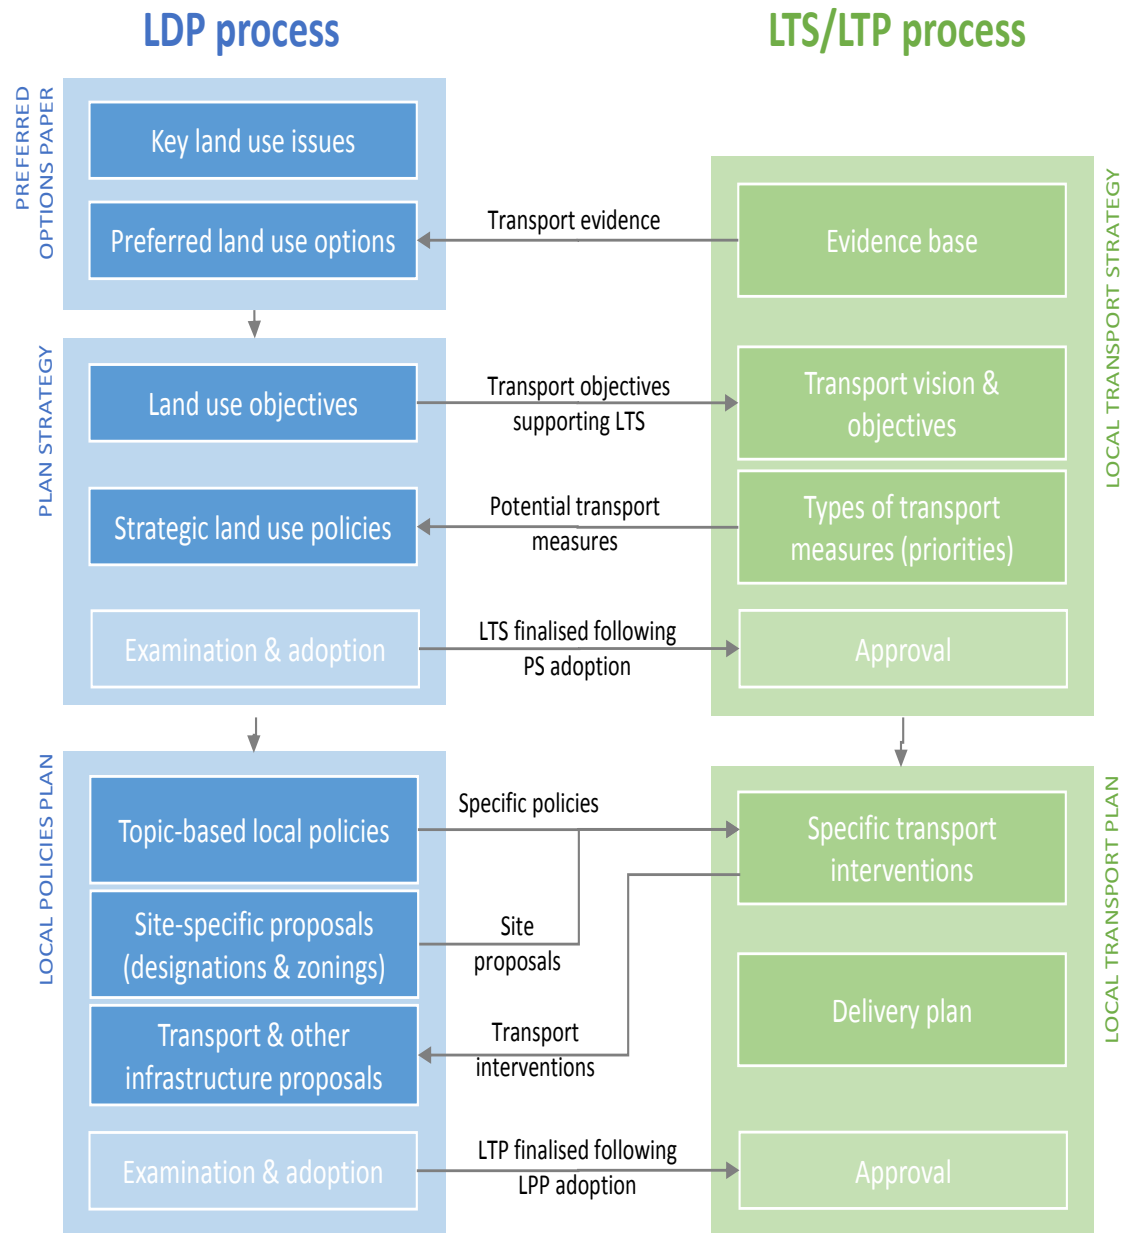 LDP process
LTS/LTP process
PREFERRED
OPTIONS PAPER
Key land use issues
Preferred land use options
Transport evidence
Evidence base
LOCAL TRANSPORT STRATEGY
PLAN STRATEGY
Land use objectives
Transport objectives
supporting LTS
Transport vision &
objectives
Strategic land use policies
Potential transport
measures
Types of transport
measures (priorities)
Examination & adoption
LTS finalised following
PS adoption
Approval
LOCAL POLICIES PLAN
Topic-based local policies
Specific policies
Specific transport
interventions
LOCAL TRANSPORT PLAN
Site-specific proposals
(designations & zonings)
Site
proposals
Delivery plan
Transport & other
infrastructure proposals
Transport
interventions
Examination & adoption
LTP finalised following
LPP adoption
Approval